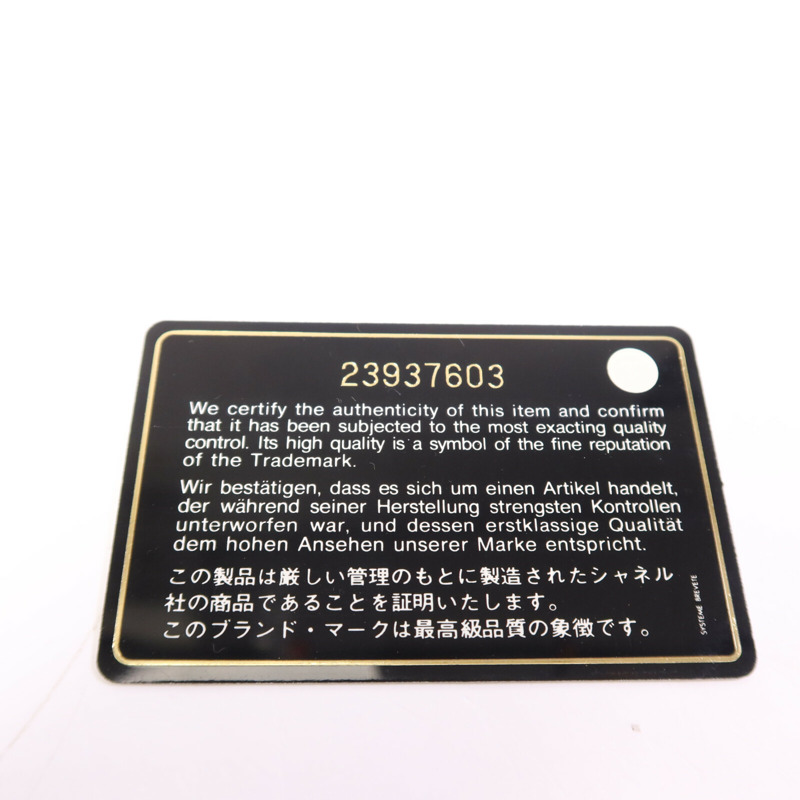 23937603
We certify the authenticity of this item and confirm
that it has been subjected to the most exacting quality
control. Its high quality is a symbol of the fine reputation
of the Trademark.
Wir bestätigen, dass es sich um einen Artikel handelt,
der während seiner Herstellung strengsten Kontrollen
unterworfen war, und dessen erstklassige Qualität
dem hohen Ansehen unserer Marke entspricht.
この製品は厳しい管理のもとに製造されたシャネル
社の商品であることを証明いたします。
このブランド・マークは最高級品質の象徴です。
SYSTEME BREVETE